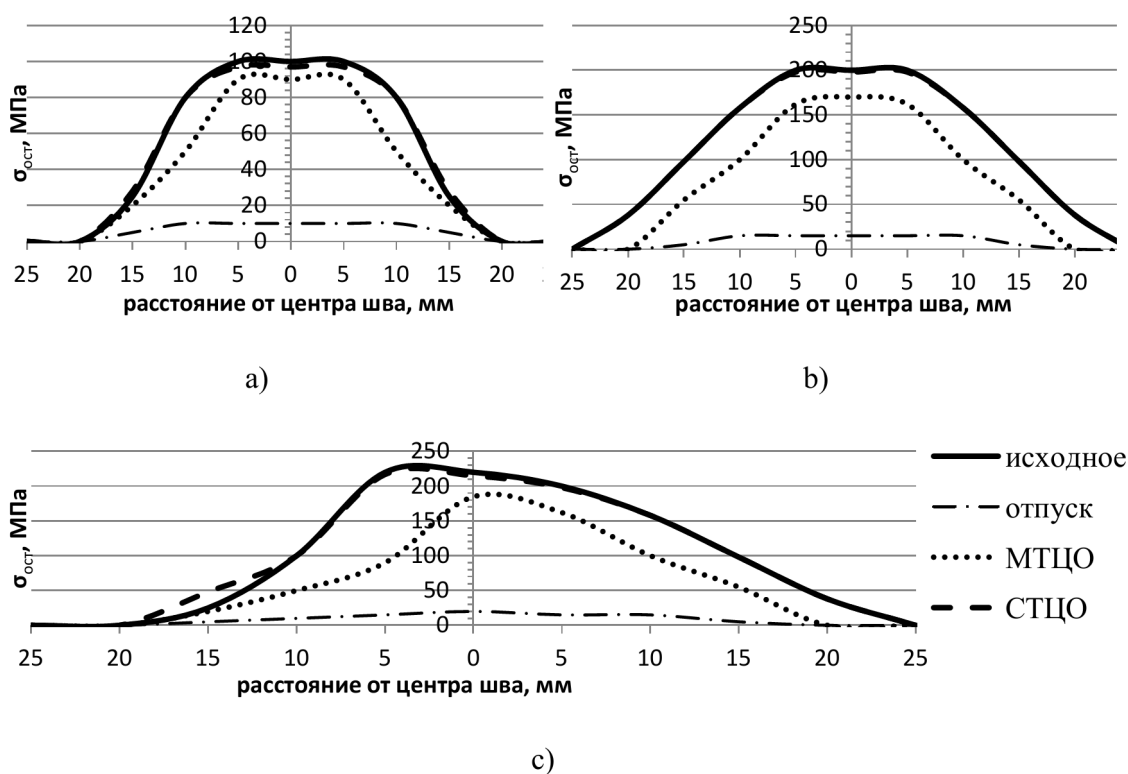 120
100
80
60
40
20
0
σост, МПа
25 20 15 10 5 0 5 10 15 20
расстояние от центра шва, мм
a)
250
200
150
100
50
0
σост, МПа
25 20 15 10 5 0 5 10 15 20
расстояние от центра шва, мм
b)
250
200
150
100
50
0
σост, МПа
25 20 15 10 5 0 5 10 15 20 25
расстояние от центра шва, мм
исходное
отпуск
МТЦО
СТЦО
c)